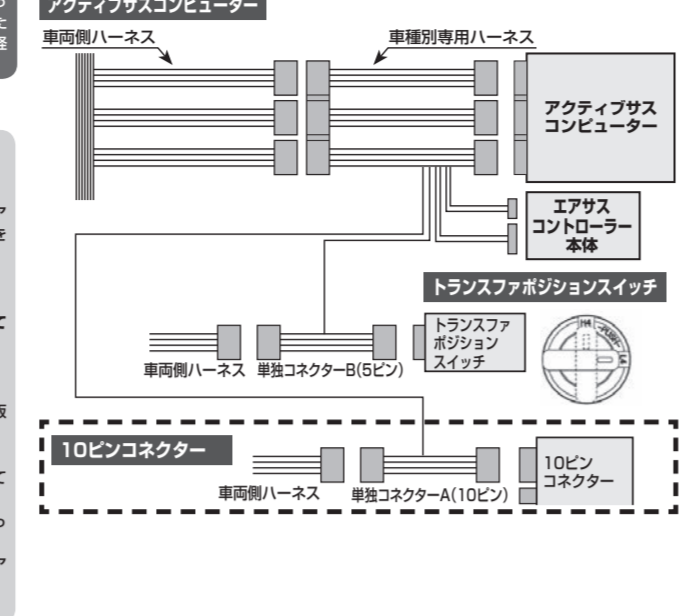 アクティブサスコンピューター
車両側ハーネス
車種別専用ハーネス
アクティブサス
コンピューター
エアサス
コントローラー
本体
トランスファポジションスイッチ
トランスファ
ポジション
スイッチ
H4
PUSH
L4
車両側ハーネス
単独コネクターB(5ピン)
10ピンコネクター
10ピン
コネクター
車両側ハーネス
単独コネクターA(10ピン)